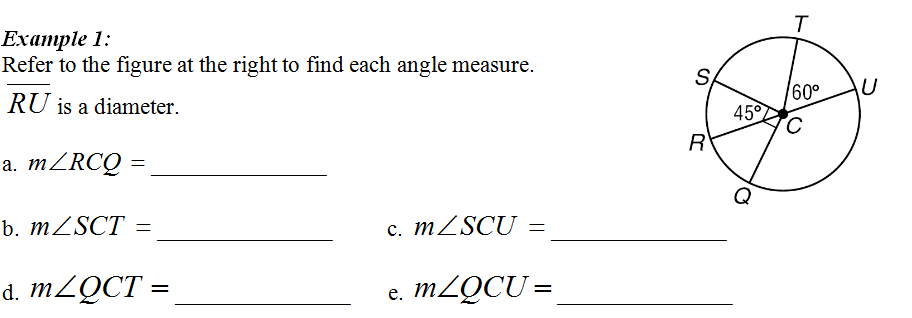 Example 1:
Refer to the figure at the right to find each angle measure.
RU is a diameter.
a. m∠RCQ = ______________
b. m∠SCT = ______________
c. m∠SCU = ______________
d. m∠QCT = ______________
e. m∠QCU = ______________
T
S
60°
U
45°
C
R
Q